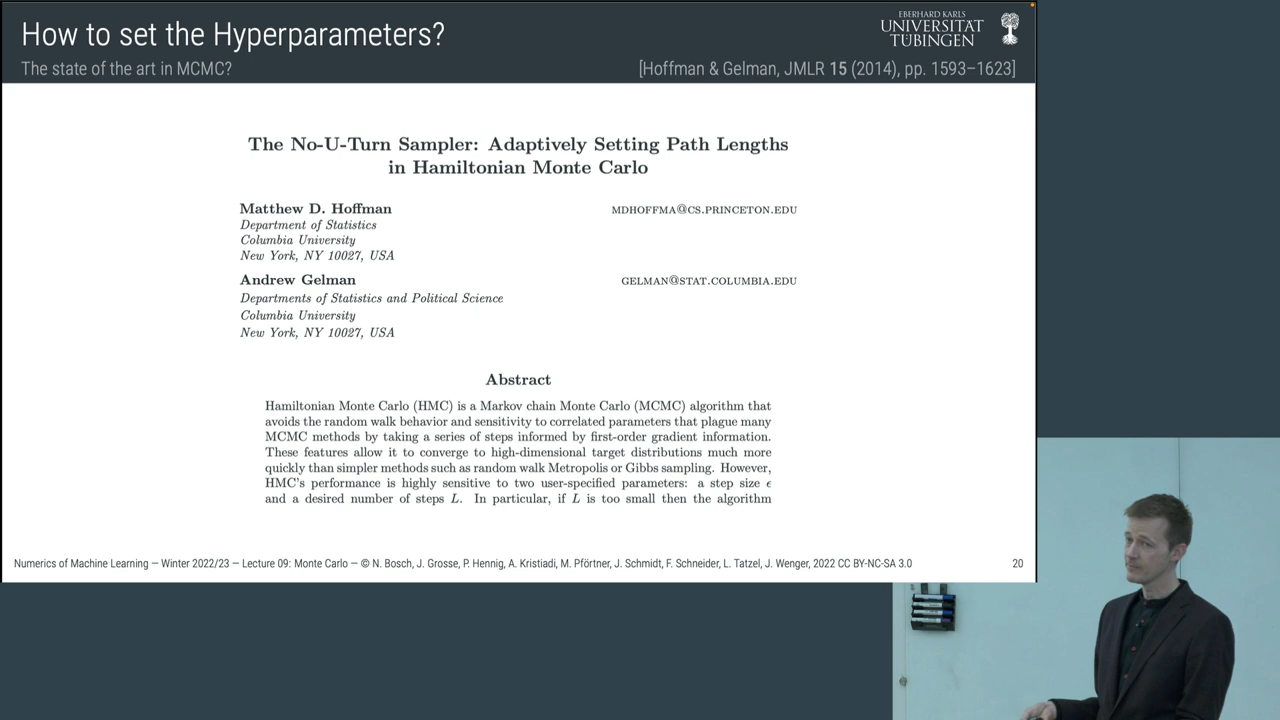 How to set the Hyperparameters?
EBERHARD KARLS
UNIVERSITÄT
TÜBINGEN
The state of the art in MCMC?
[Hoffman & Gelman, JMLR 15 (2014), pp. 1593–1623]
The No-U-Turn Sampler: Adaptively Setting Path Lengths
in Hamiltonian Monte Carlo
Matthew D. Hoffman
MDHOFFMA@CS.PRINCETON.EDU
Department of Statistics
Columbia University
New York, NY 10027, USA
Andrew Gelman
GELMAN@STAT.COLUMBIA.EDU
Departments of Statistics and Political Science
Columbia University
New York, NY 10027, USA
Abstract
Hamiltonian Monte Carlo (HMC) is a Markov chain Monte Carlo (MCMC) algorithm that
avoids the random walk behavior and sensitivity to correlated parameters that plague many
MCMC methods by taking a series of steps informed by first-order gradient information.
These features allow it to converge to high-dimensional target distributions much more
quickly than simpler methods such as random walk Metropolis or Gibbs sampling. However,
HMC's performance is highly sensitive to two user-specified parameters: a step size ϵ
and a desired number of steps L. In particular, if L is too small then the algorithm
Numerics of Machine Learning — Winter 2022/23 — Lecture 09: Monte Carlo — © N. Bosch, J. Grosse, P. Hennig, A. Kristiadi, M. Pförtner, J. Schmidt, F. Schneider, L. Tatzel, J. Wenger, 2022 CC BY-NC-SA 3.0
20